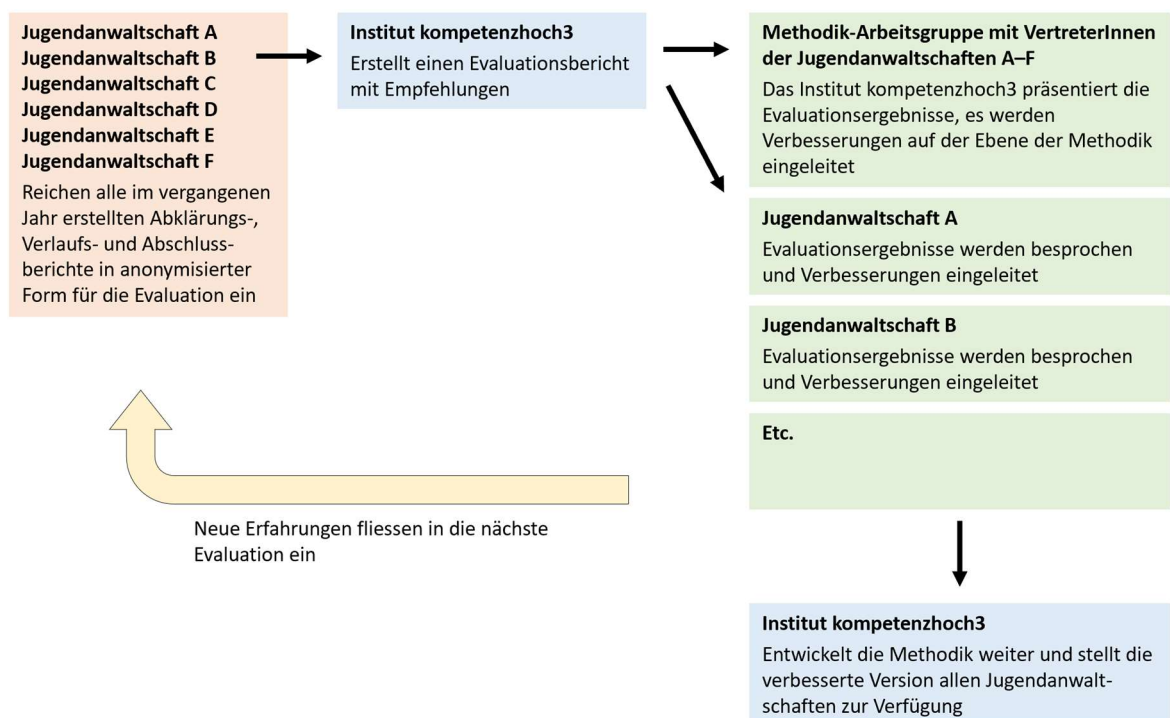 Jugendanwaltschaft A
Jugendanwaltschaft B
Jugendanwaltschaft C
Jugendanwaltschaft D
Jugendanwaltschaft E
Jugendanwaltschaft F
Reichen alle im vergangenen
Jahr erstellten Abklärungs-,
Verlaufs- und Abschluss-
berichte in anonymisierter
Form für die Evaluation ein
Institut kompetenzhoch3
Erstellt einen Evaluationsbericht
mit Empfehlungen
Methodik-Arbeitsgruppe mit VertreterInnen
der Jugendanwaltschaften A–F
Das Institut kompetenzhoch3 präsentiert die
Evaluationsergebnisse, es werden
Verbesserungen auf der Ebene der Methodik
eingeleitet
Jugendanwaltschaft A
Evaluationsergebnisse werden besprochen
und Verbesserungen eingeleitet
Jugendanwaltschaft B
Evaluationsergebnisse werden besprochen
und Verbesserungen eingeleitet
Etc.
Neue Erfahrungen fliessen in die nächste
Evaluation ein
Institut kompetenzhoch3
Entwickelt die Methodik weiter und stellt die
verbesserte Version allen Jugendanwalt-
schaften zur Verfügung